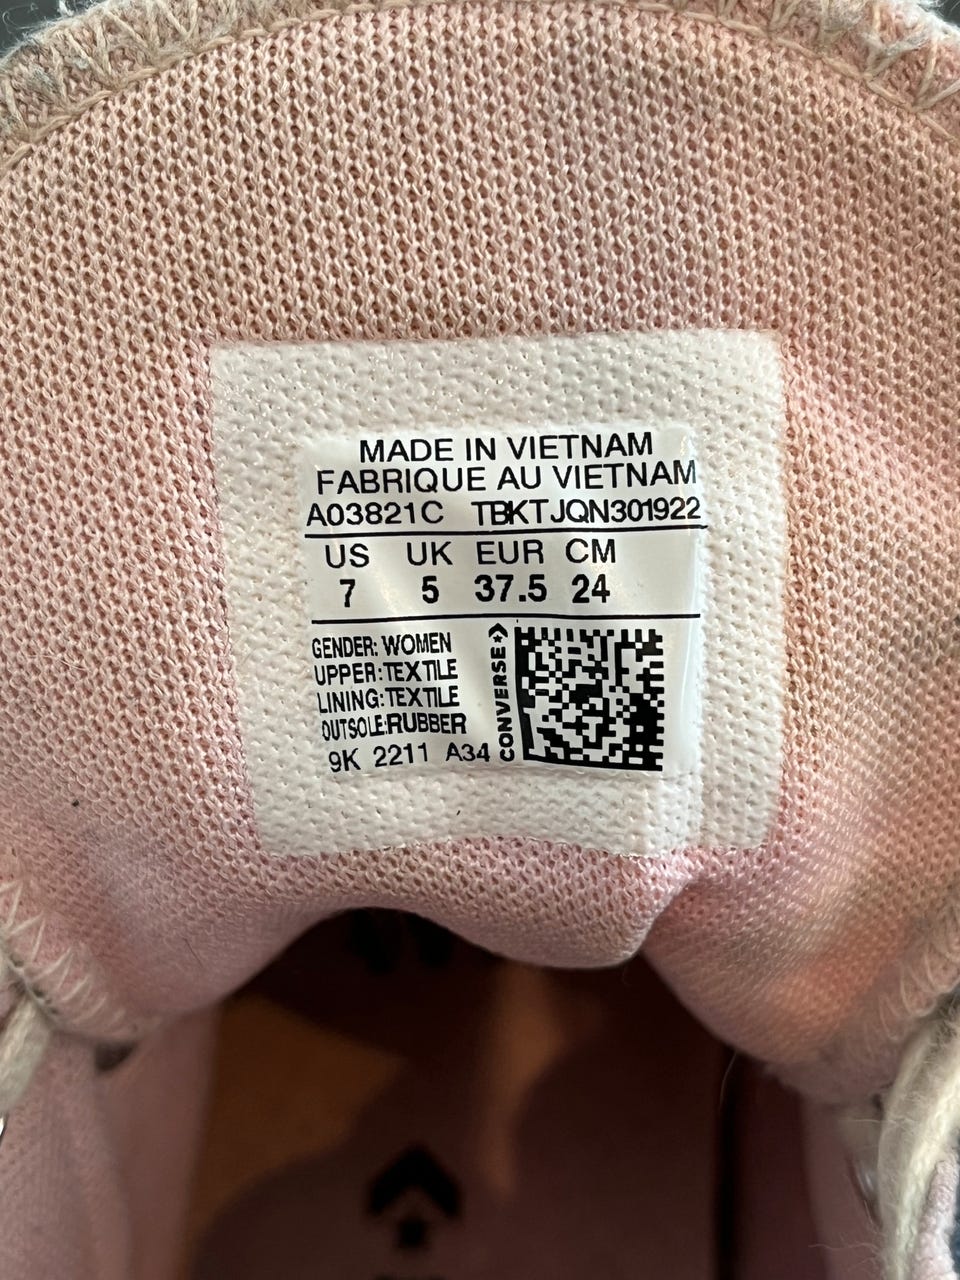 MADE IN VIETNAM
FABRIQUE AU VIETNAM
A03821C TBKTJQN301922
US UK EUR CM
7 5 37.5 24
GENDER: WOMEN
UPPER:TEXTILE
LINING:TEXTILE
OUTSOLE:RUBBER
9K 2211 A34
CONVERSE